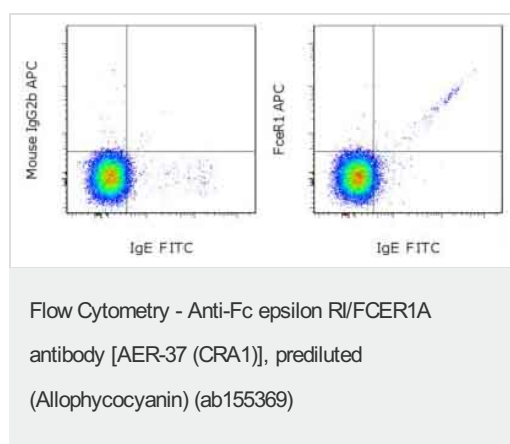 Mouse IgG2b APC
IgE FITC
FceR1 APC
IgE FITC
Flow Cytometry - Anti-Fc epsilon RI/FCER1A
antibody [AER-37 (CRA1)], prediluted
(Allophycocyanin) (ab155369)